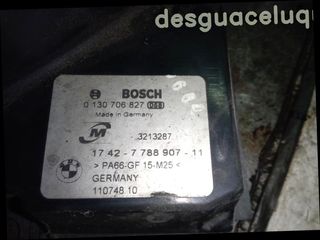 desguacelu
BOSCH
0 130 706 827
Made in Germany
3213287
17 42 - 7 788 907 - 11
> PA66-GF 15-M25 <
GERMANY
110748 10